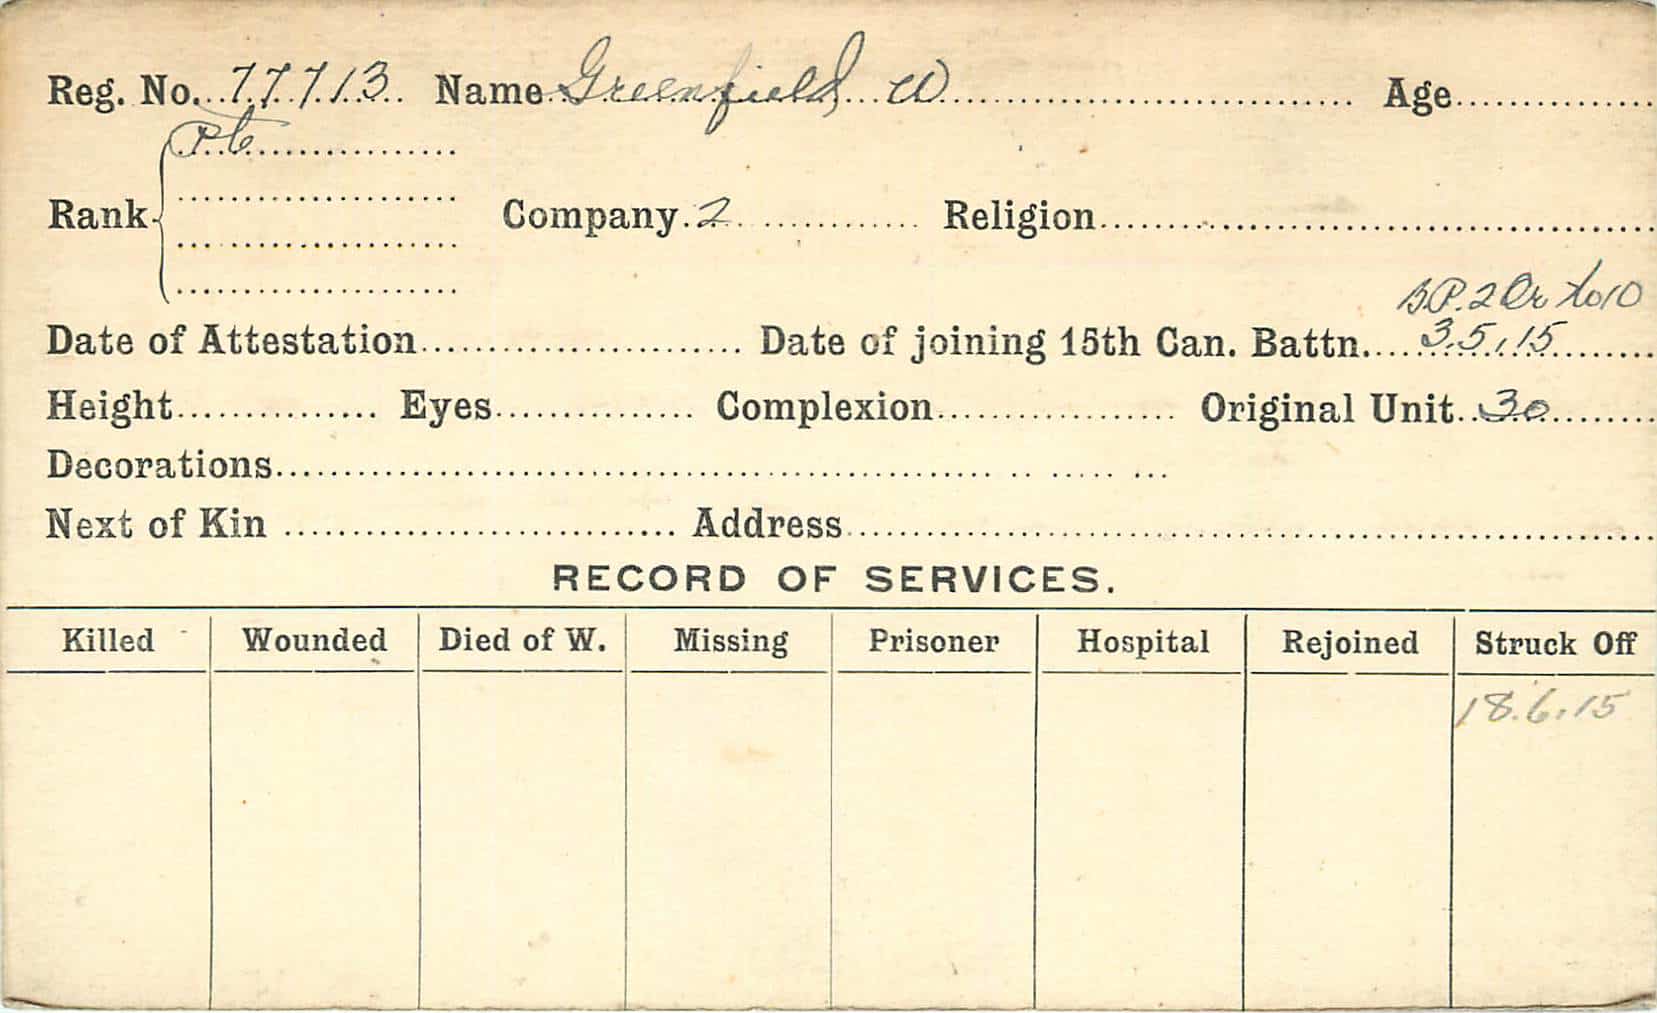 Reg. No. 77713 Name Greenfield W Age
Pte
Rank Company 2 Religion
B.P. 2 Or to 10
Date of Attestation Date of joining 15th Can. Battn. 3.5.15
Height Eyes Complexion Original Unit 30
Decorations
Next of Kin Address
RECORD OF SERVICES.
Killed Wounded Died of W. Missing Prisoner Hospital Rejoined Struck Off
18.6.15